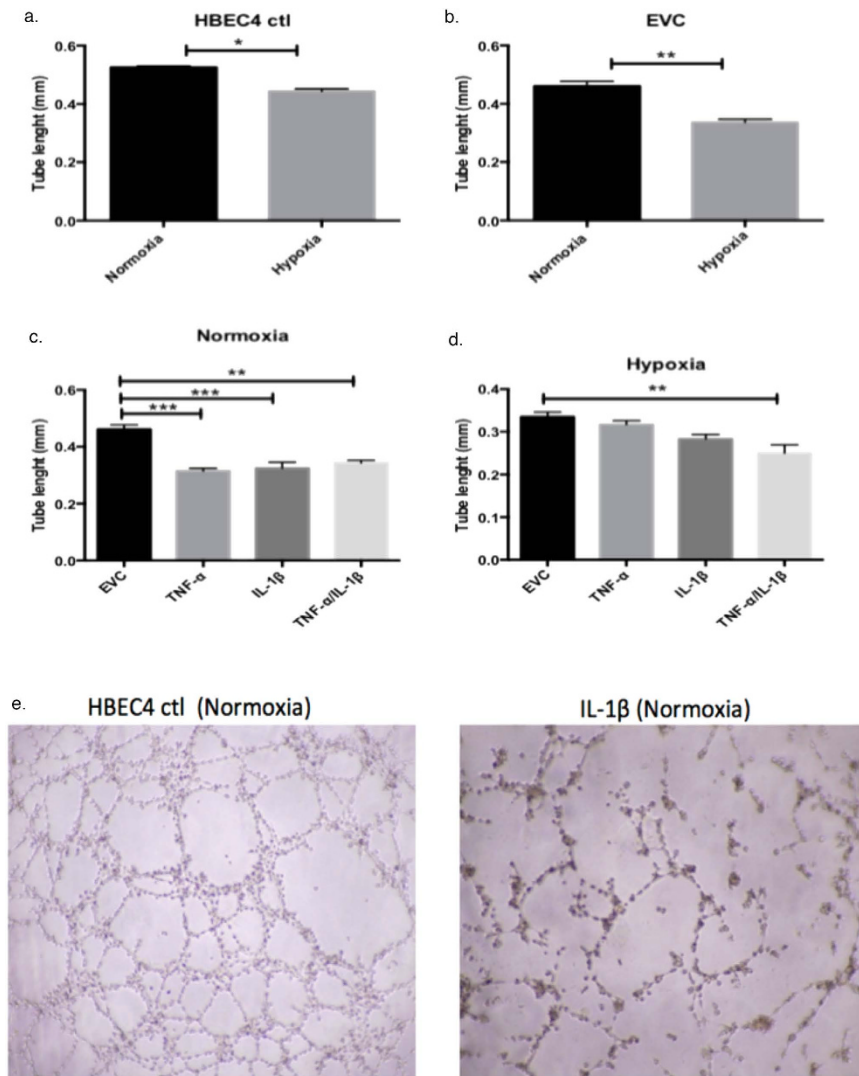 a.
HBEC4 ctl
*
Tube lenght (mm)
0.6
0.4
0.2
0.0
Normoxia
Hypoxia
b.
EVC
**
Tube lenght (mm)
0.6
0.4
0.2
0.0
Normoxia
Hypoxia
c.
Normoxia
**
***
***
Tube lenght (mm)
0.6
0.4
0.2
0.0
EVC
TNF-α
IL-1β
TNF-α/IL-1β
d.
Hypoxia
**
Tube lenght (mm)
0.4
0.3
0.2
0.1
0.0
EVC
TNF-α
IL-1β
TNF-α/IL-1β
e.
HBEC4 ctl (Normoxia)
IL-1β (Normoxia)